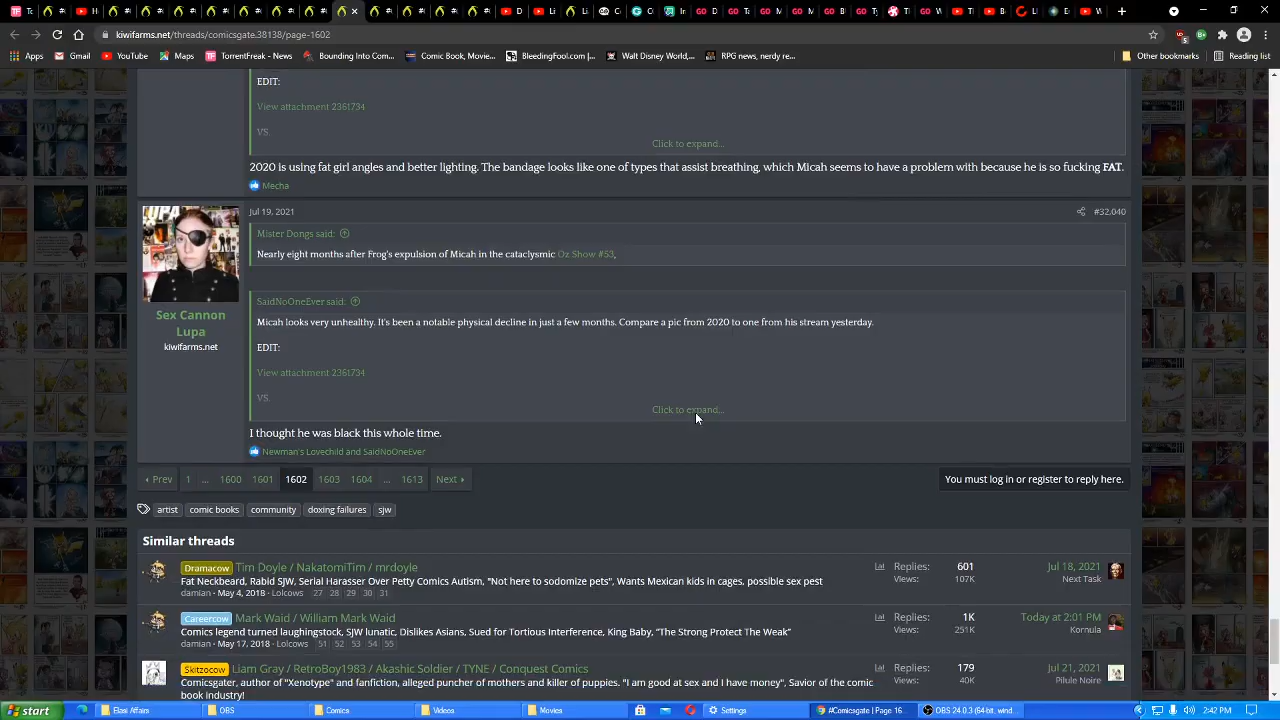 kiwifarms.net/threads/comicsgate.38138/page-1602
Apps Gmail YouTube Maps TorrentFreak - News Bounding Into Com... Comic Book, Movie... BleedingFool.com |... Walt Disney World,... RPG news, nerdy re... Other bookmarks Reading list
EDIT:
View attachment 2361734
VS.
Click to expand...
2020 is using fat girl angles and better lighting. The bandage looks like one of types that assist breathing, which Micah seems to have a problem with because he is so fucking FAT.
Mecha
Jul 19, 2021 #32,040
Mister Dongs said:
Nearly eight months after Frog's expulsion of Micah in the cataclysmic Oz Show #53,
SaidNoOneEver said:
Micah looks very unhealthy. It's been a notable physical decline in just a few months. Compare a pic from 2020 to one from his stream yesterday.
EDIT:
View attachment 2361734
VS.
Click to expand...
Sex Cannon
Lupa
kiwifarms.net
I thought he was black this whole time.
Newman's Lovechild and SaidNoOneEver
Prev 1 ... 1600 1601 1602 1603 1604 ... 1613 Next You must log in or register to reply here.
artist comic books community doxing failures sjw
Similar threads
Dramacow Tim Doyle / NakatomiTim / mrdoyle
Fat Neckbeard, Rabid SJW, Serial Harasser Over Petty Comics Autism, "Not here to sodomize pets", Wants Mexican kids in cages, possible sex pest
damian · May 4, 2018 · Lolcows 27 28 29 30 31
Replies: 601
Views: 107K
Jul 18, 2021
Next Task
Careercow Mark Waid / William Mark Waid
Comics legend turned laughingstock, SJW lunatic, Dislikes Asians, Sued for Tortious Interference, King Baby, "The Strong Protect The Weak"
damian · May 17, 2018 · Lolcows 51 52 53 54 55
Replies: 1K
Views: 251K
Today at 2:01 PM
Kornula
Skitzocow Liam Gray / RetroBoy1983 / Akashic Soldier / TYNE / Conquest Comics
Comicsgater, author of "Xenotype" and fanfiction, alleged puncher of mothers and killer of puppies. "I am good at sex and I have money", Savior of the comic
book industry!
Replies: 179
Views: 40K
Jul 21, 2021
Pilule Noire
start Elasi Affairs OBS Comics Videos Movies Settings #Comicsgate | Page 16... OBS 24.0.3 (64-bit, win... 2:42 PM